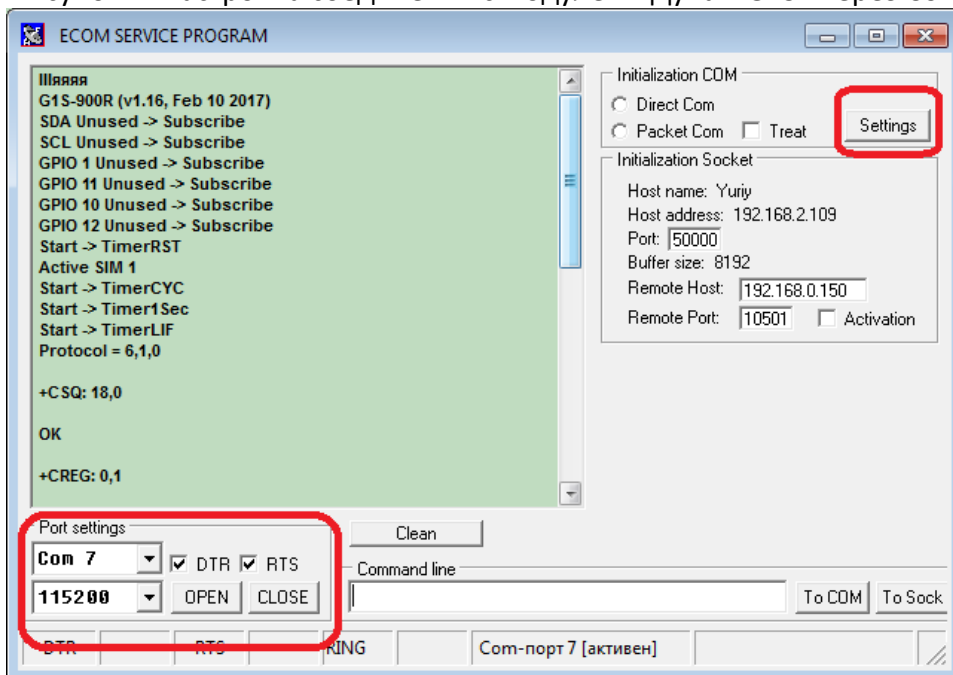 ECOM SERVICE PROGRAM
Шяяяя
G1S-900R (v1.16, Feb 10 2017)
SDA Unused -> Subscribe
SCL Unused -> Subscribe
GPIO 1 Unused -> Subscribe
GPIO 11 Unused -> Subscribe
GPIO 10 Unused -> Subscribe
GPIO 12 Unused -> Subscribe
Start -> TimerRST
Active SIM 1
Start -> TimerCYC
Start -> Timer1Sec
Start -> TimerLIF
Protocol = 6,1,0
+CSQ: 18,0
OK
+CREG: 0,1
Initialization COM
Direct Com
Packet Com Treat Settings
Initialization Socket
Host name: Yuriy
Host address: 192.168.2.109
Port: 50000
Buffer size: 8192
Remote Host: 192.168.0.150
Remote Port: 10501 Activation
Port settings
Com 7 DTR RTS
115200 OPEN CLOSE
Clean
Command line
To COM To Sock
DTR RTS RING Com-порт 7 [активен]